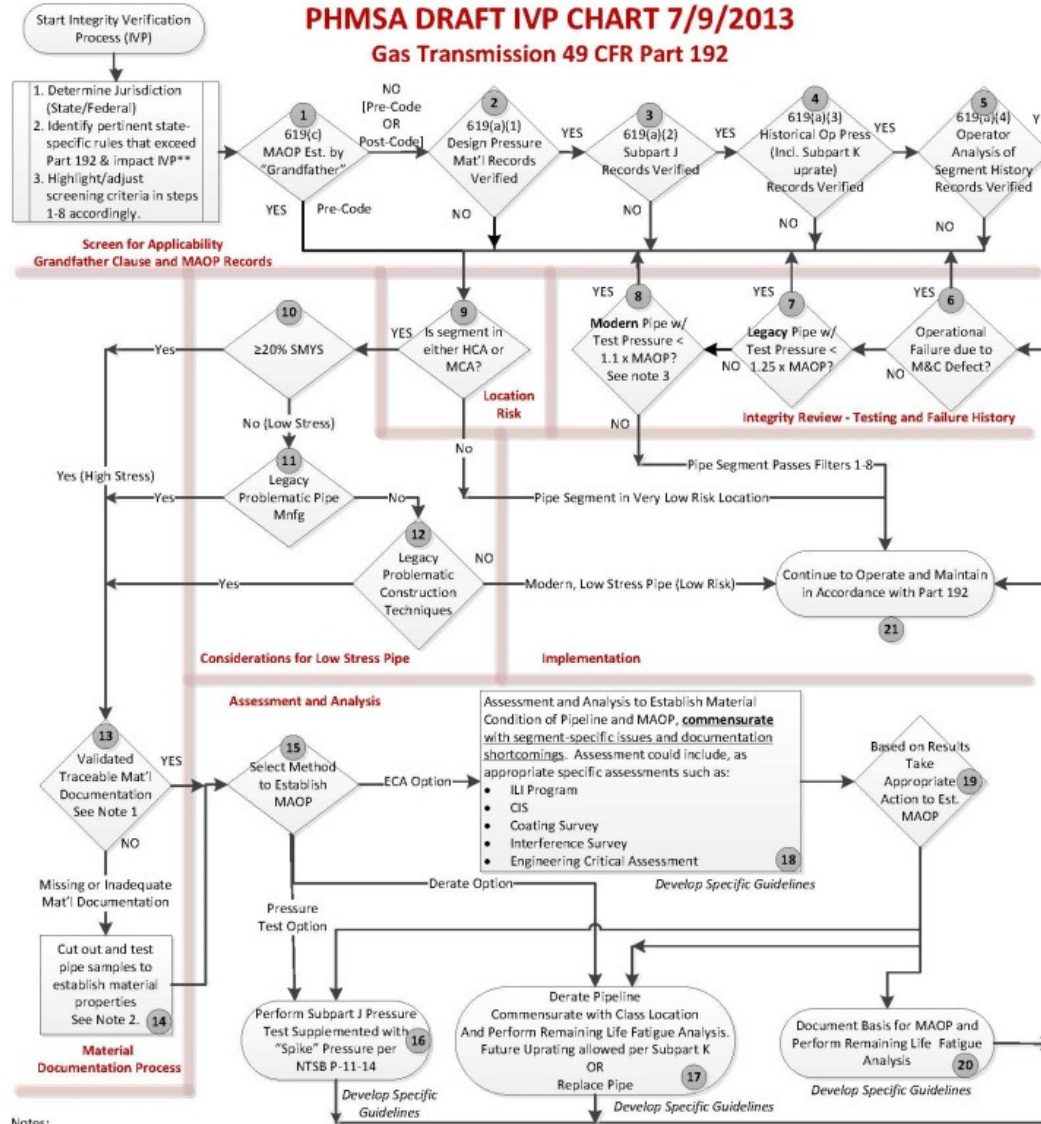 PHMSA DRAFT IVP CHART 7/9/2013
Gas Transmission 49 CFR Part 192
Start Integrity Verification
Process (IVP)
1. Determine Jurisdiction
(State/Federal)
2. Identify pertinent state-
specific rules that exceed
Part 192 & impact IVP**
3. Highlight/adjust
screening criteria in steps
1-8 accordingly.
1
619(c)
MAOP Est. by
"Grandfather"
NO
[Pre-Code
OR
Post-Code]
YES
Pre-Code
2
619(a)(1)
Design Pressure
Mat'l Records
Verified
YES
NO
3
619(a)(2)
Subpart J
Records Verified
YES
NO
4
619(a)(3)
Historical Op Press
(Incl. Subpart K
uprate)
Records Verified
YES
NO
5
619(a)(4)
Operator
Analysis of
Segment History
Records Verified
NO
Screen for Applicability
Grandfather Clause and MAOP Records
10
≥20% SMYS
Yes
No (Low Stress)
9
Is segment in
either HCA or
MCA?
YES
No
Location
Risk
YES
8
Modern Pipe w/
Test Pressure <
1.1 x MAOP?
See note 3
NO
YES
7
Legacy Pipe w/
Test Pressure <
1.25 x MAOP?
NO
YES
6
Operational
Failure due to
M&C Defect?
NO
Integrity Review - Testing and Failure History
Yes (High Stress)
11
Legacy
Problematic Pipe
Mnfg
Yes
No
Pipe Segment Passes Filters 1-8
Pipe Segment in Very Low Risk Location
12
Legacy
Problematic
Construction
Techniques
Yes
NO
Modern, Low Stress Pipe (Low Risk)
Continue to Operate and Maintain
in Accordance with Part 192
21
Considerations for Low Stress Pipe
Implementation
Assessment and Analysis
13
Validated
Traceable Mat'l
Documentation
See Note 1
YES
NO
Missing or Inadequate
Mat'l Documentation
Cut out and test
pipe samples to
establish material
properties
See Note 2.
14
Material
Documentation Process
15
Select Method
to Establish
MAOP
ECA Option
Derate Option
Pressure
Test Option
Assessment and Analysis to Establish Material
Condition of Pipeline and MAOP, commensurate
with segment-specific issues and documentation
shortcomings. Assessment could include, as
appropriate specific assessments such as:
• ILI Program
• CIS
• Coating Survey
• Interference Survey
• Engineering Critical Assessment
18
Develop Specific Guidelines
Based on Results
Take
Appropriate
Action to Est.
MAOP
19
Perform Subpart J Pressure
Test Supplemented with
"Spike" Pressure per
NTSB P-11-14
16
Develop Specific
Guidelines
Derate Pipeline
Commensurate with Class Location
And Perform Remaining Life Fatigue Analysis.
Future Uprating allowed per Subpart K
OR
Replace Pipe
17
Develop Specific Guidelines
Document Basis for MAOP and
Perform Remaining Life Fatigue
Analysis
20
Develop Specific Guidelines
Notes: